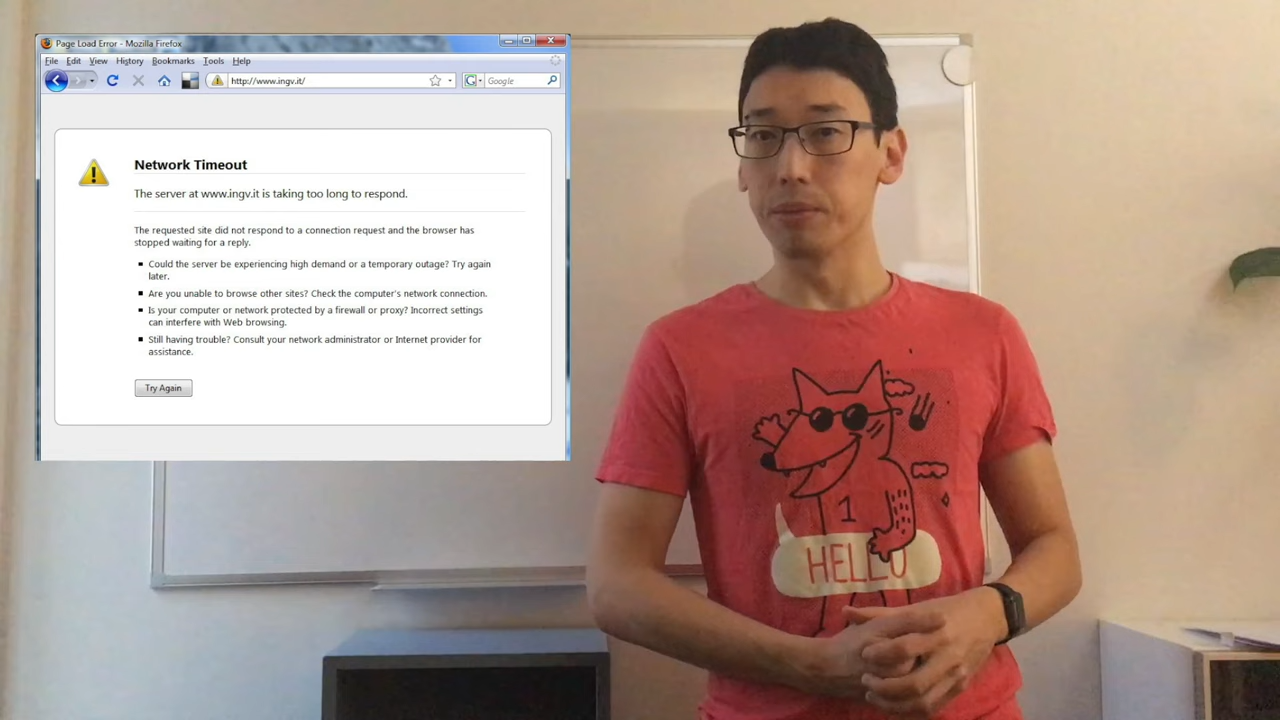 Page Load Error - Mozilla Firefox
File Edit View History Bookmarks Tools Help
http://www.ingv.it/
Google
Network Timeout
The server at www.ingv.it is taking too long to respond.
The requested site did not respond to a connection request and the browser has
stopped waiting for a reply.
Could the server be experiencing high demand or a temporary outage? Try again
later.
Are you unable to browse other sites? Check the computer's network connection.
Is your computer or network protected by a firewall or proxy? Incorrect settings
can interfere with Web browsing.
Still having trouble? Consult your network administrator or Internet provider for
assistance.
Try Again
1
HELLO